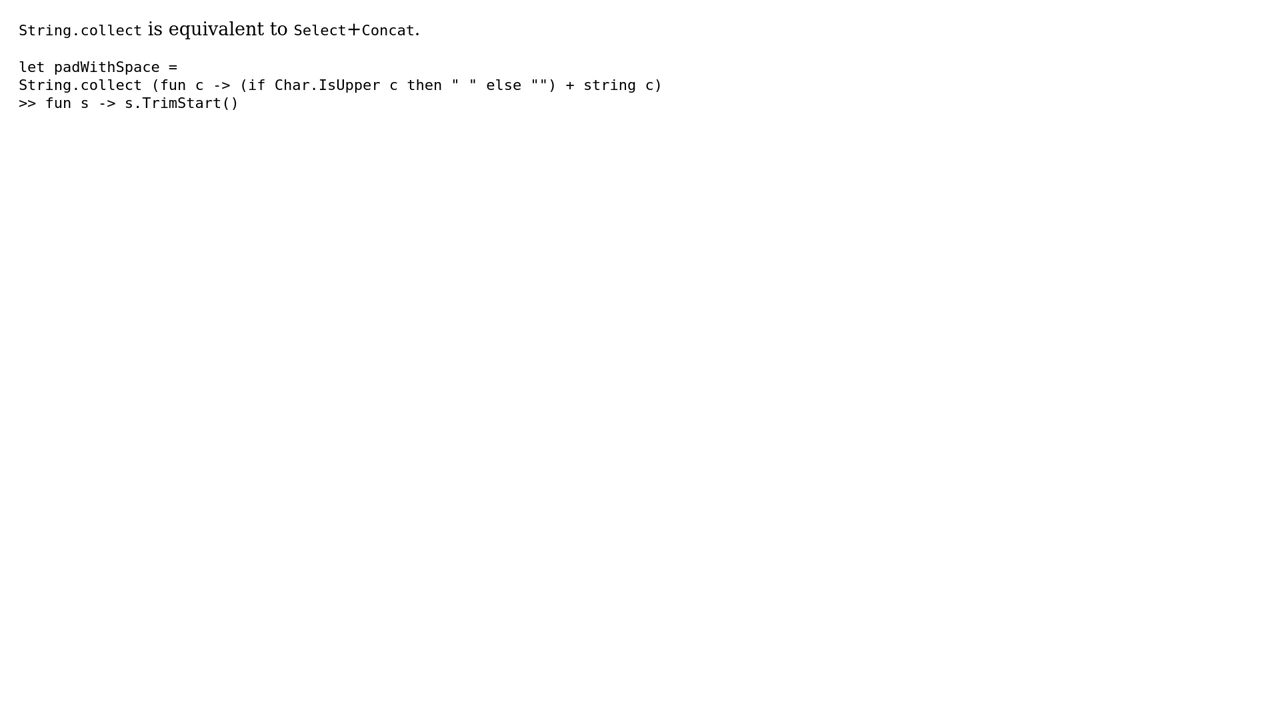 String.collect is equivalent to Select+Concat.
let padWithSpace =
String.collect (fun c -> (if Char.IsUpper c then " " else "") + string c)
>> fun s -> s.TrimStart()